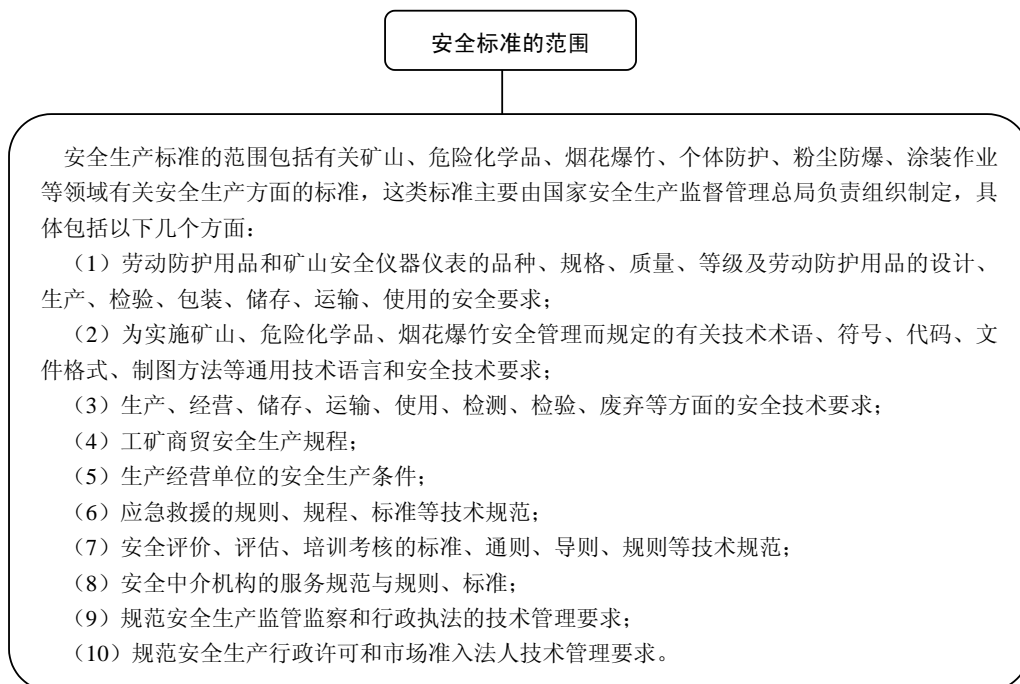 安全标准的范围
安全生产标准的范围包括有关矿山、危险化学品、烟花爆竹、个体防护、粉尘防爆、涂装作业
等领域有关安全生产方面的标准，这类标准主要由国家安全生产监督管理总局负责组织制定，具
体包括以下几个方面：
（1）劳动防护用品和矿山安全仪器仪表的品种、规格、质量、等级及劳动防护用品的设计、
生产、检验、包装、储存、运输、使用的安全要求；
（2）为实施矿山、危险化学品、烟花爆竹安全管理而规定的有关技术术语、符号、代码、文
件格式、制图方法等通用技术语言和安全技术要求；
（3）生产、经营、储存、运输、使用、检测、检验、废弃等方面的安全技术要求；
（4）工矿商贸安全生产规程；
（5）生产经营单位的安全生产条件；
（6）应急救援的规则、规程、标准等技术规范；
（7）安全评价、评估、培训考核的标准、通则、导则、规则等技术规范；
（8）安全中介机构的服务规范与规则、标准；
（9）规范安全生产监管监察和行政执法的技术管理要求；
（10）规范安全生产行政许可和市场准入法人技术管理要求。